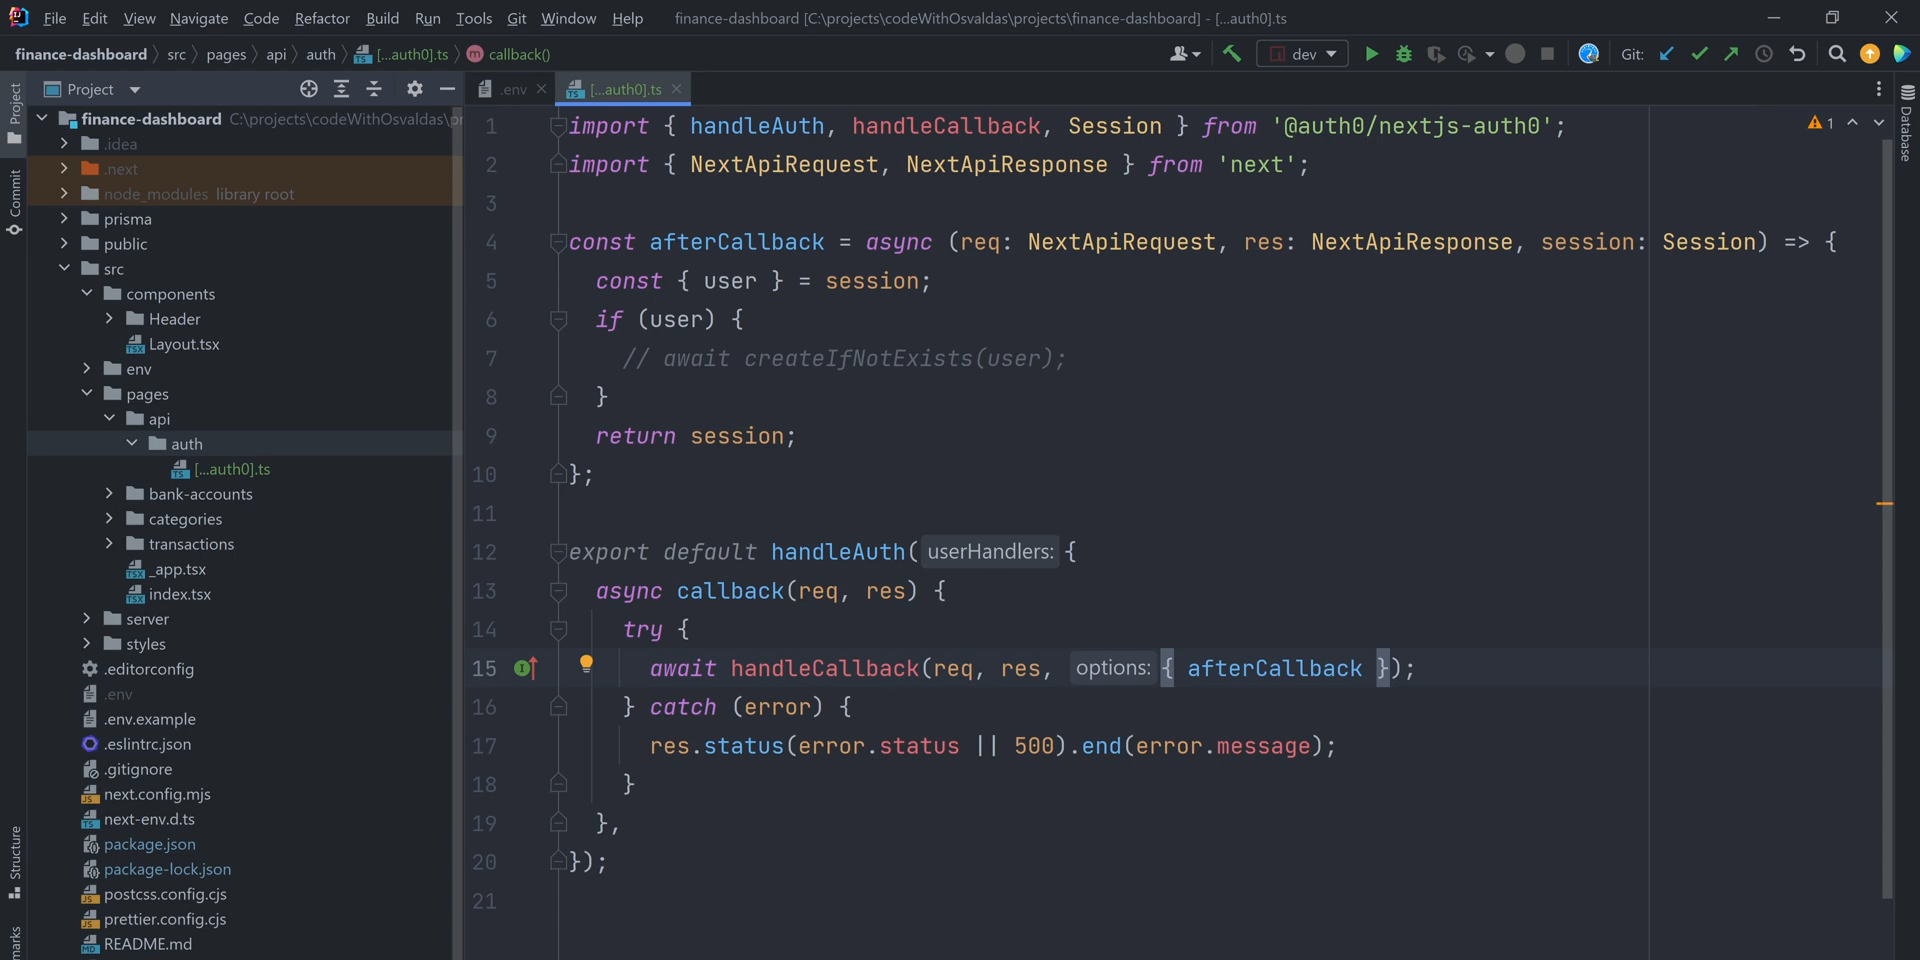 File Edit View Navigate Code Refactor Build Run Tools Git Window Help finance-dashboard [C:\projects\codeWithOsvaldas\projects\finance-dashboard] - [...auth0].ts
finance-dashboard src pages api auth [...auth0].ts callback() dev Git:
Project .env [...auth0].ts
Project
Commit
Structure
marks
Database
finance-dashboard C:\projects\codeWithOsvaldas\pr
.idea
.next
node_modules library root
prisma
public
src
components
Header
Layout.tsx
env
pages
api
auth
[...auth0].ts
bank-accounts
categories
transactions
_app.tsx
index.tsx
server
styles
.editorconfig
.env
.env.example
.eslintrc.json
.gitignore
next.config.mjs
next-env.d.ts
package.json
package-lock.json
postcss.config.cjs
prettier.config.cjs
README.md
1 import { handleAuth, handleCallback, Session } from '@auth0/nextjs-auth0'; 1
2 import { NextApiRequest, NextApiResponse } from 'next';
3
4 const afterCallback = async (req: NextApiRequest, res: NextApiResponse, session: Session) => {
5 const { user } = session;
6 if (user) {
7 // await createIfNotExists(user);
8 }
9 return session;
10 };
11
12 export default handleAuth( userHandlers: {
13 async callback(req, res) {
14 try {
15 await handleCallback(req, res, options: { afterCallback });
16 } catch (error) {
17 res.status(error.status || 500).end(error.message);
18 }
19 },
20 });
21